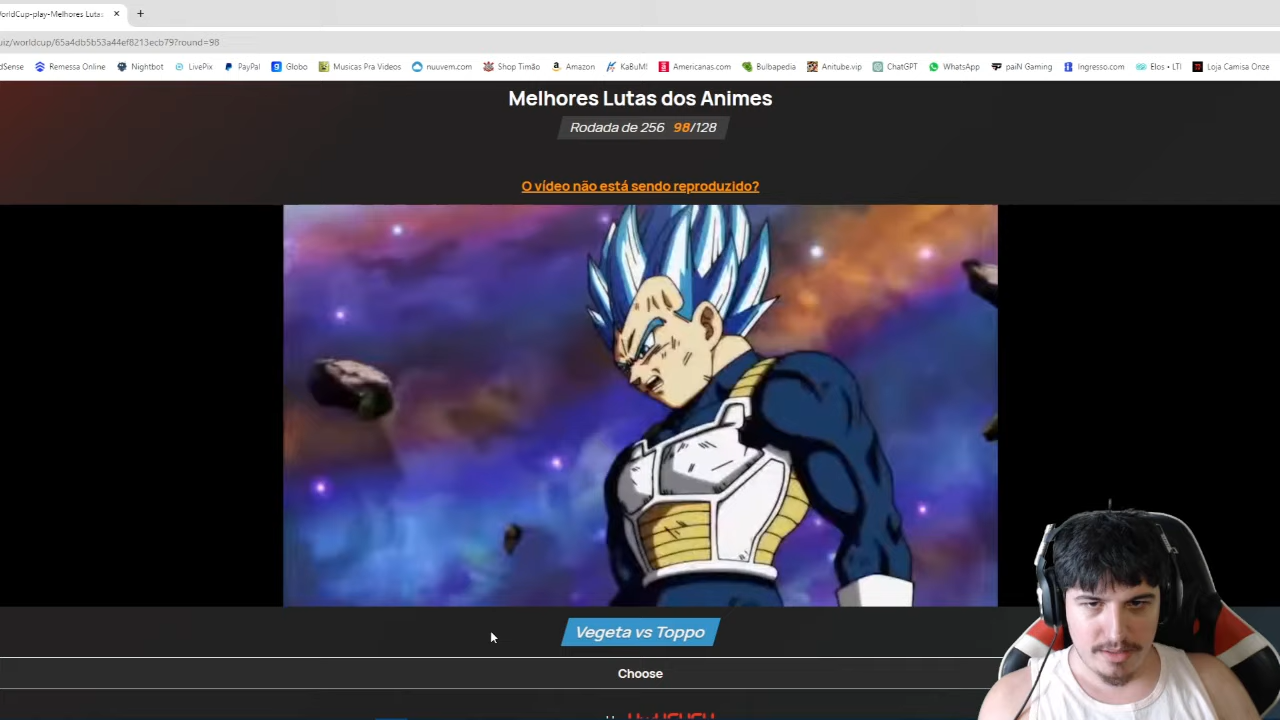 WorldCup-play-Melhores Lutas
uiz/worldcup/65a4db5b53a44ef8213ecb79?round=98
dSense Remessa Online Nightbot LivePix PayPal Globo Musicas Pra Videos nuuvem.com Shop Timão Amazon KaBuM! Americanas.com Bulbapedia Anitube.vip ChatGPT WhatsApp paiN Gaming Ingresso.com Elos • LTI Loja Camisa Onze
Melhores Lutas dos Animes
Rodada de 256 98/128
O vídeo não está sendo reproduzido?
Vegeta vs Toppo
Choose